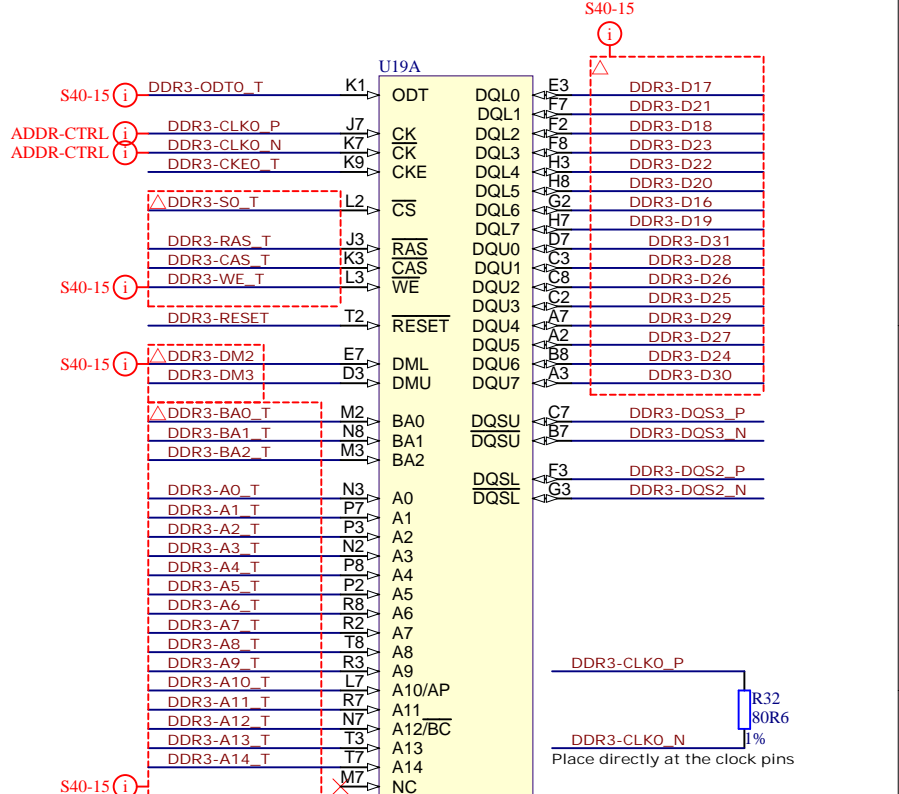 S40-15
U19A
S40-15 DDR3-ODT0_T K1 ODT DQL0 E3 DDR3-D17
DQL1 F7 DDR3-D21
ADDR-CTRL DDR3-CLK0_P J7 CK DQL2 F2 DDR3-D18
ADDR-CTRL DDR3-CLK0_N K7 CK DQL3 F8 DDR3-D23
DDR3-CKE0_T K9 CKE DQL4 H3 DDR3-D22
DQL5 H8 DDR3-D20
DDR3-S0_T L2 CS DQL6 G2 DDR3-D16
DQL7 H7 DDR3-D19
DDR3-RAS_T J3 RAS DQU0 D7 DDR3-D31
DDR3-CAS_T K3 CAS DQU1 C3 DDR3-D28
S40-15 DDR3-WE_T L3 WE DQU2 C8 DDR3-D26
DQU3 C2 DDR3-D25
DDR3-RESET T2 RESET DQU4 A7 DDR3-D29
DQU5 A2 DDR3-D27
S40-15 DDR3-DM2 E7 DML DQU6 B8 DDR3-D24
DDR3-DM3 D3 DMU DQU7 A3 DDR3-D30
DDR3-BA0_T M2 BA0 DQSU C7 DDR3-DQS3_P
DDR3-BA1_T N8 BA1 DQSU B7 DDR3-DQS3_N
DDR3-BA2_T M3 BA2
DQSL F3 DDR3-DQS2_P
DDR3-A0_T N3 A0 DQSL G3 DDR3-DQS2_N
DDR3-A1_T P7 A1
DDR3-A2_T P3 A2
DDR3-A3_T N2 A3
DDR3-A4_T P8 A4
DDR3-A5_T P2 A5
DDR3-A6_T R8 A6
DDR3-A7_T R2 A7
DDR3-A8_T T8 A8
DDR3-A9_T R3 A9 DDR3-CLK0_P
DDR3-A10_T L7 A10/AP
DDR3-A11_T R7 A11 R32
DDR3-A12_T N7 A12/BC 80R6
DDR3-A13_T T3 A13 DDR3-CLK0_N 1%
DDR3-A14_T T7 A14 Place directly at the clock pins
S40-15 M7 NC